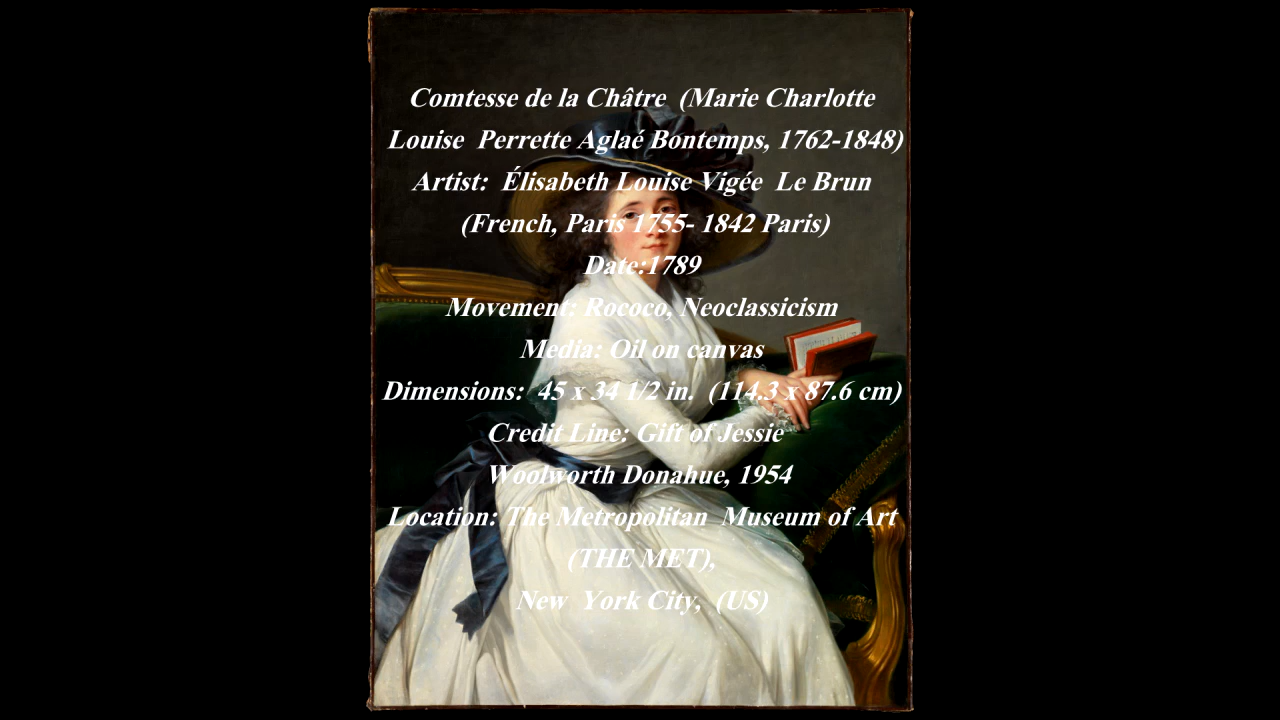 Comtesse de la Châtre (Marie Charlotte
Louise Perrette Aglaé Bontemps, 1762-1848)
Artist: Élisabeth Louise Vigée Le Brun
(French, Paris 1755- 1842 Paris)
Date:1789
Movement: Rococo, Neoclassicism
Media: Oil on canvas
Dimensions: 45 x 34 1/2 in. (114.3 x 87.6 cm)
Credit Line: Gift of Jessie
Woolworth Donahue, 1954
Location: The Metropolitan Museum of Art
(THE MET),
New York City, (US)